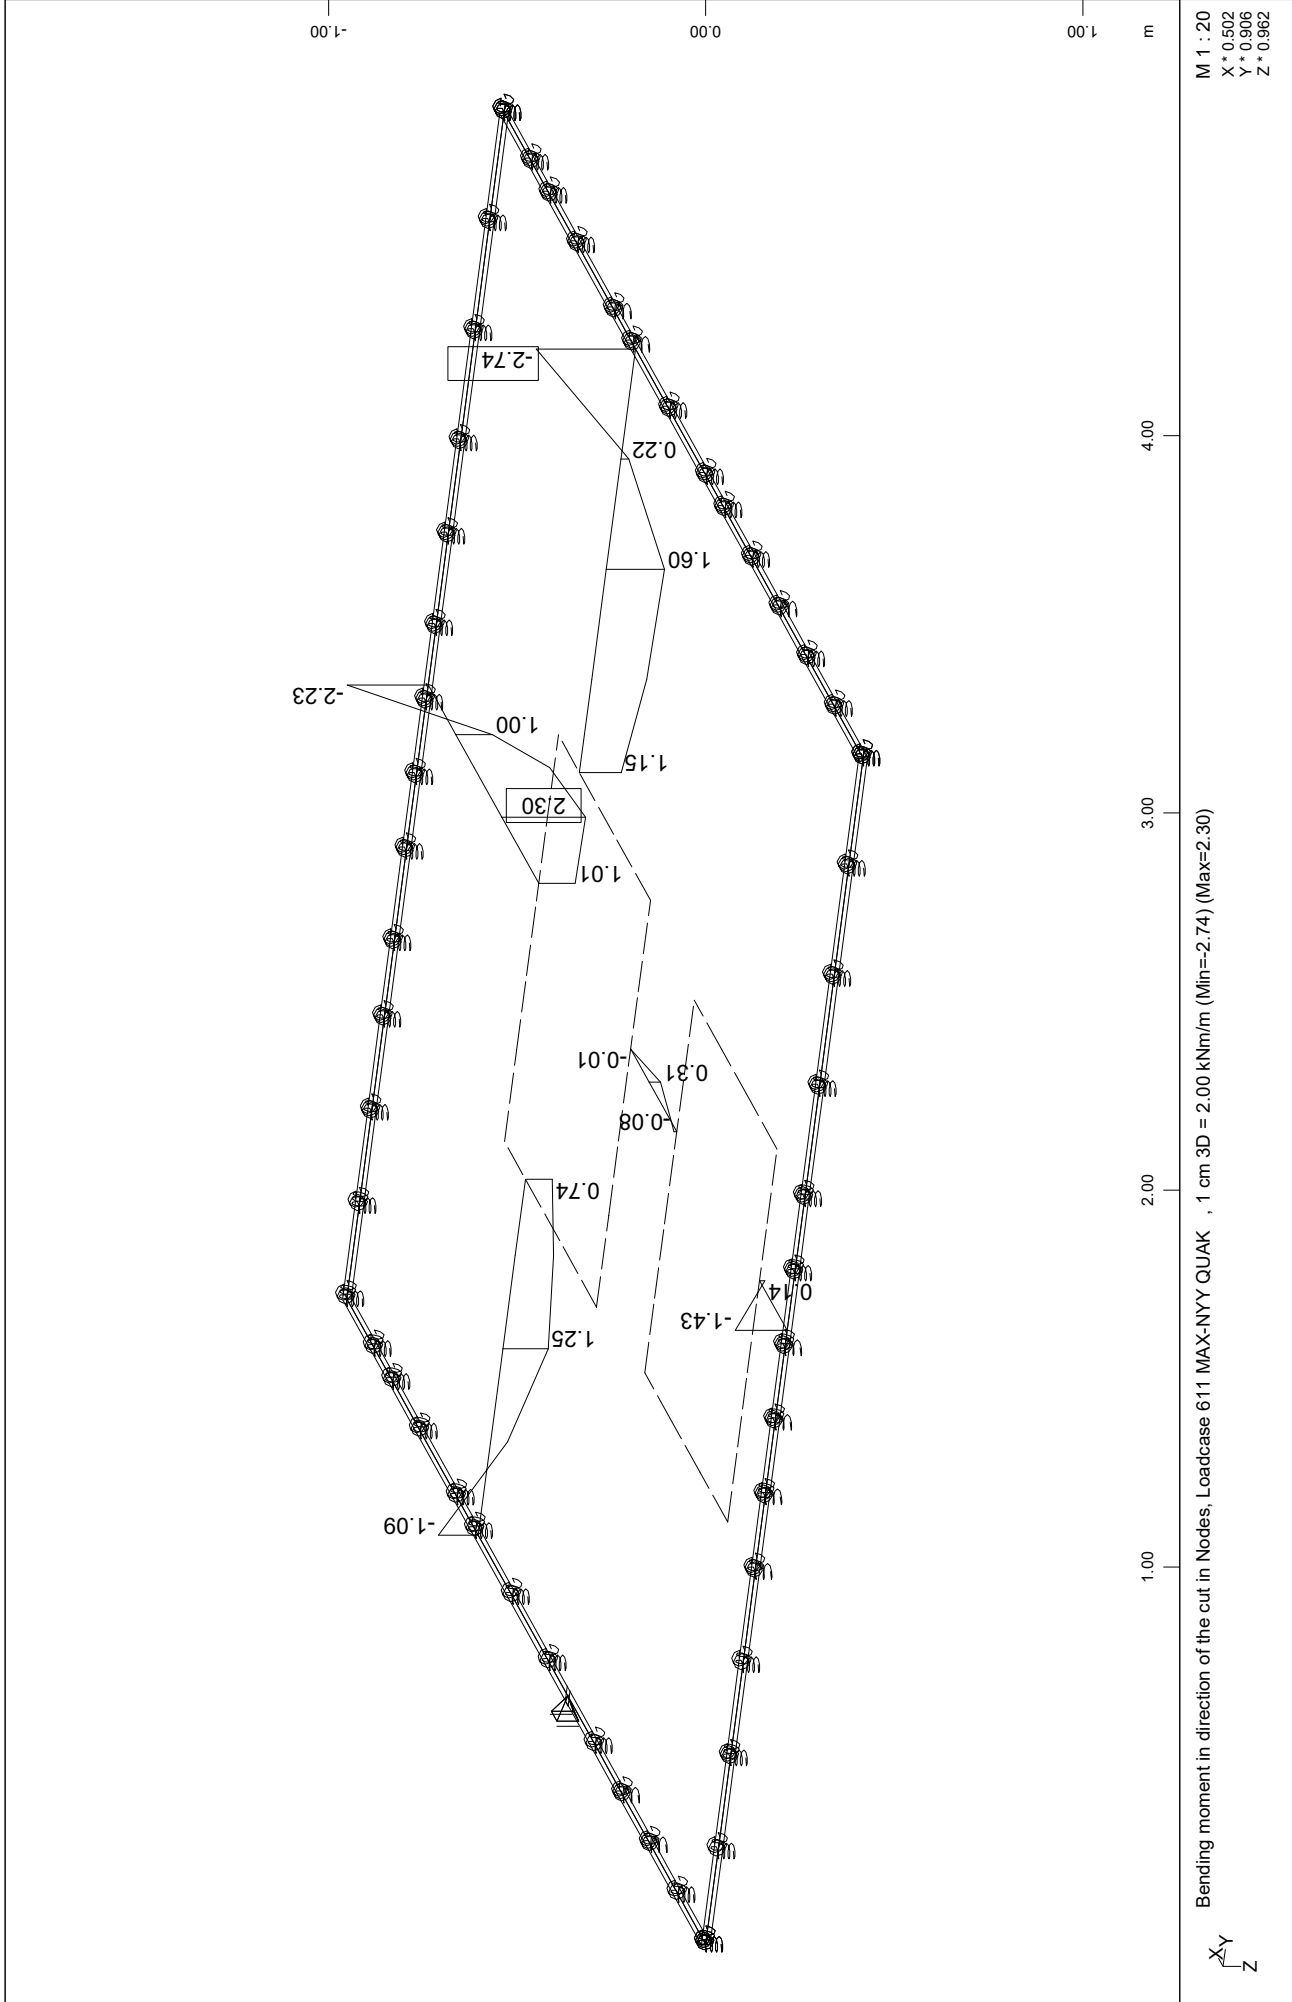 -1.00
0.00
1.00
m
M 1 : 20
X * 0.502
Y * 0.906
Z * 0.962
-2.74
0.22
1.60
1.15
-2.23
1.00
2.30
1.01
-0.01
0.31
-0.08
0.74
1.25
-1.09
-1.43
0.14
4.00
3.00
2.00
1.00
Bending moment in direction of the cut in Nodes, Loadcase 611 MAX-NYY QUAK , 1 cm 3D = 2.00 kNm/m (Min=-2.74) (Max=2.30)
X
Y
Z